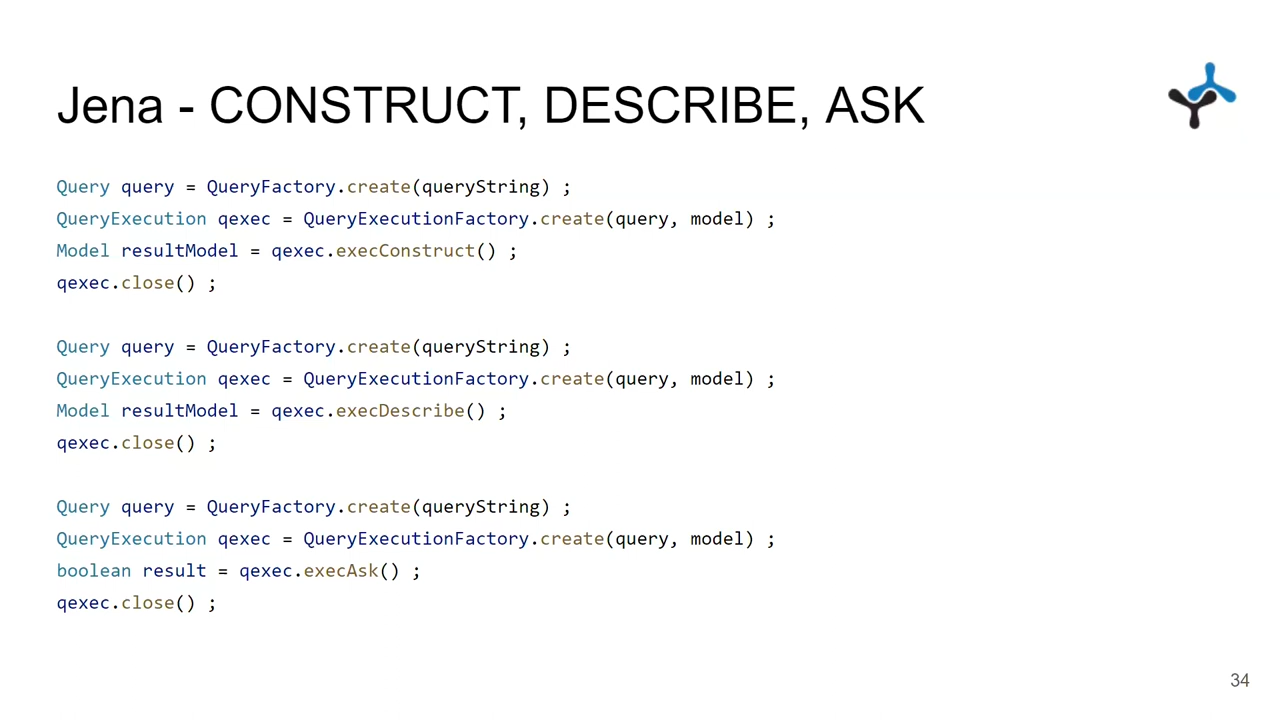 Jena - CONSTRUCT, DESCRIBE, ASK
Query query = QueryFactory.create(queryString) ;
QueryExecution qexec = QueryExecutionFactory.create(query, model) ;
Model resultModel = qexec.execConstruct() ;
qexec.close() ;
Query query = QueryFactory.create(queryString) ;
QueryExecution qexec = QueryExecutionFactory.create(query, model) ;
Model resultModel = qexec.execDescribe() ;
qexec.close() ;
Query query = QueryFactory.create(queryString) ;
QueryExecution qexec = QueryExecutionFactory.create(query, model) ;
boolean result = qexec.execAsk() ;
qexec.close() ;
34